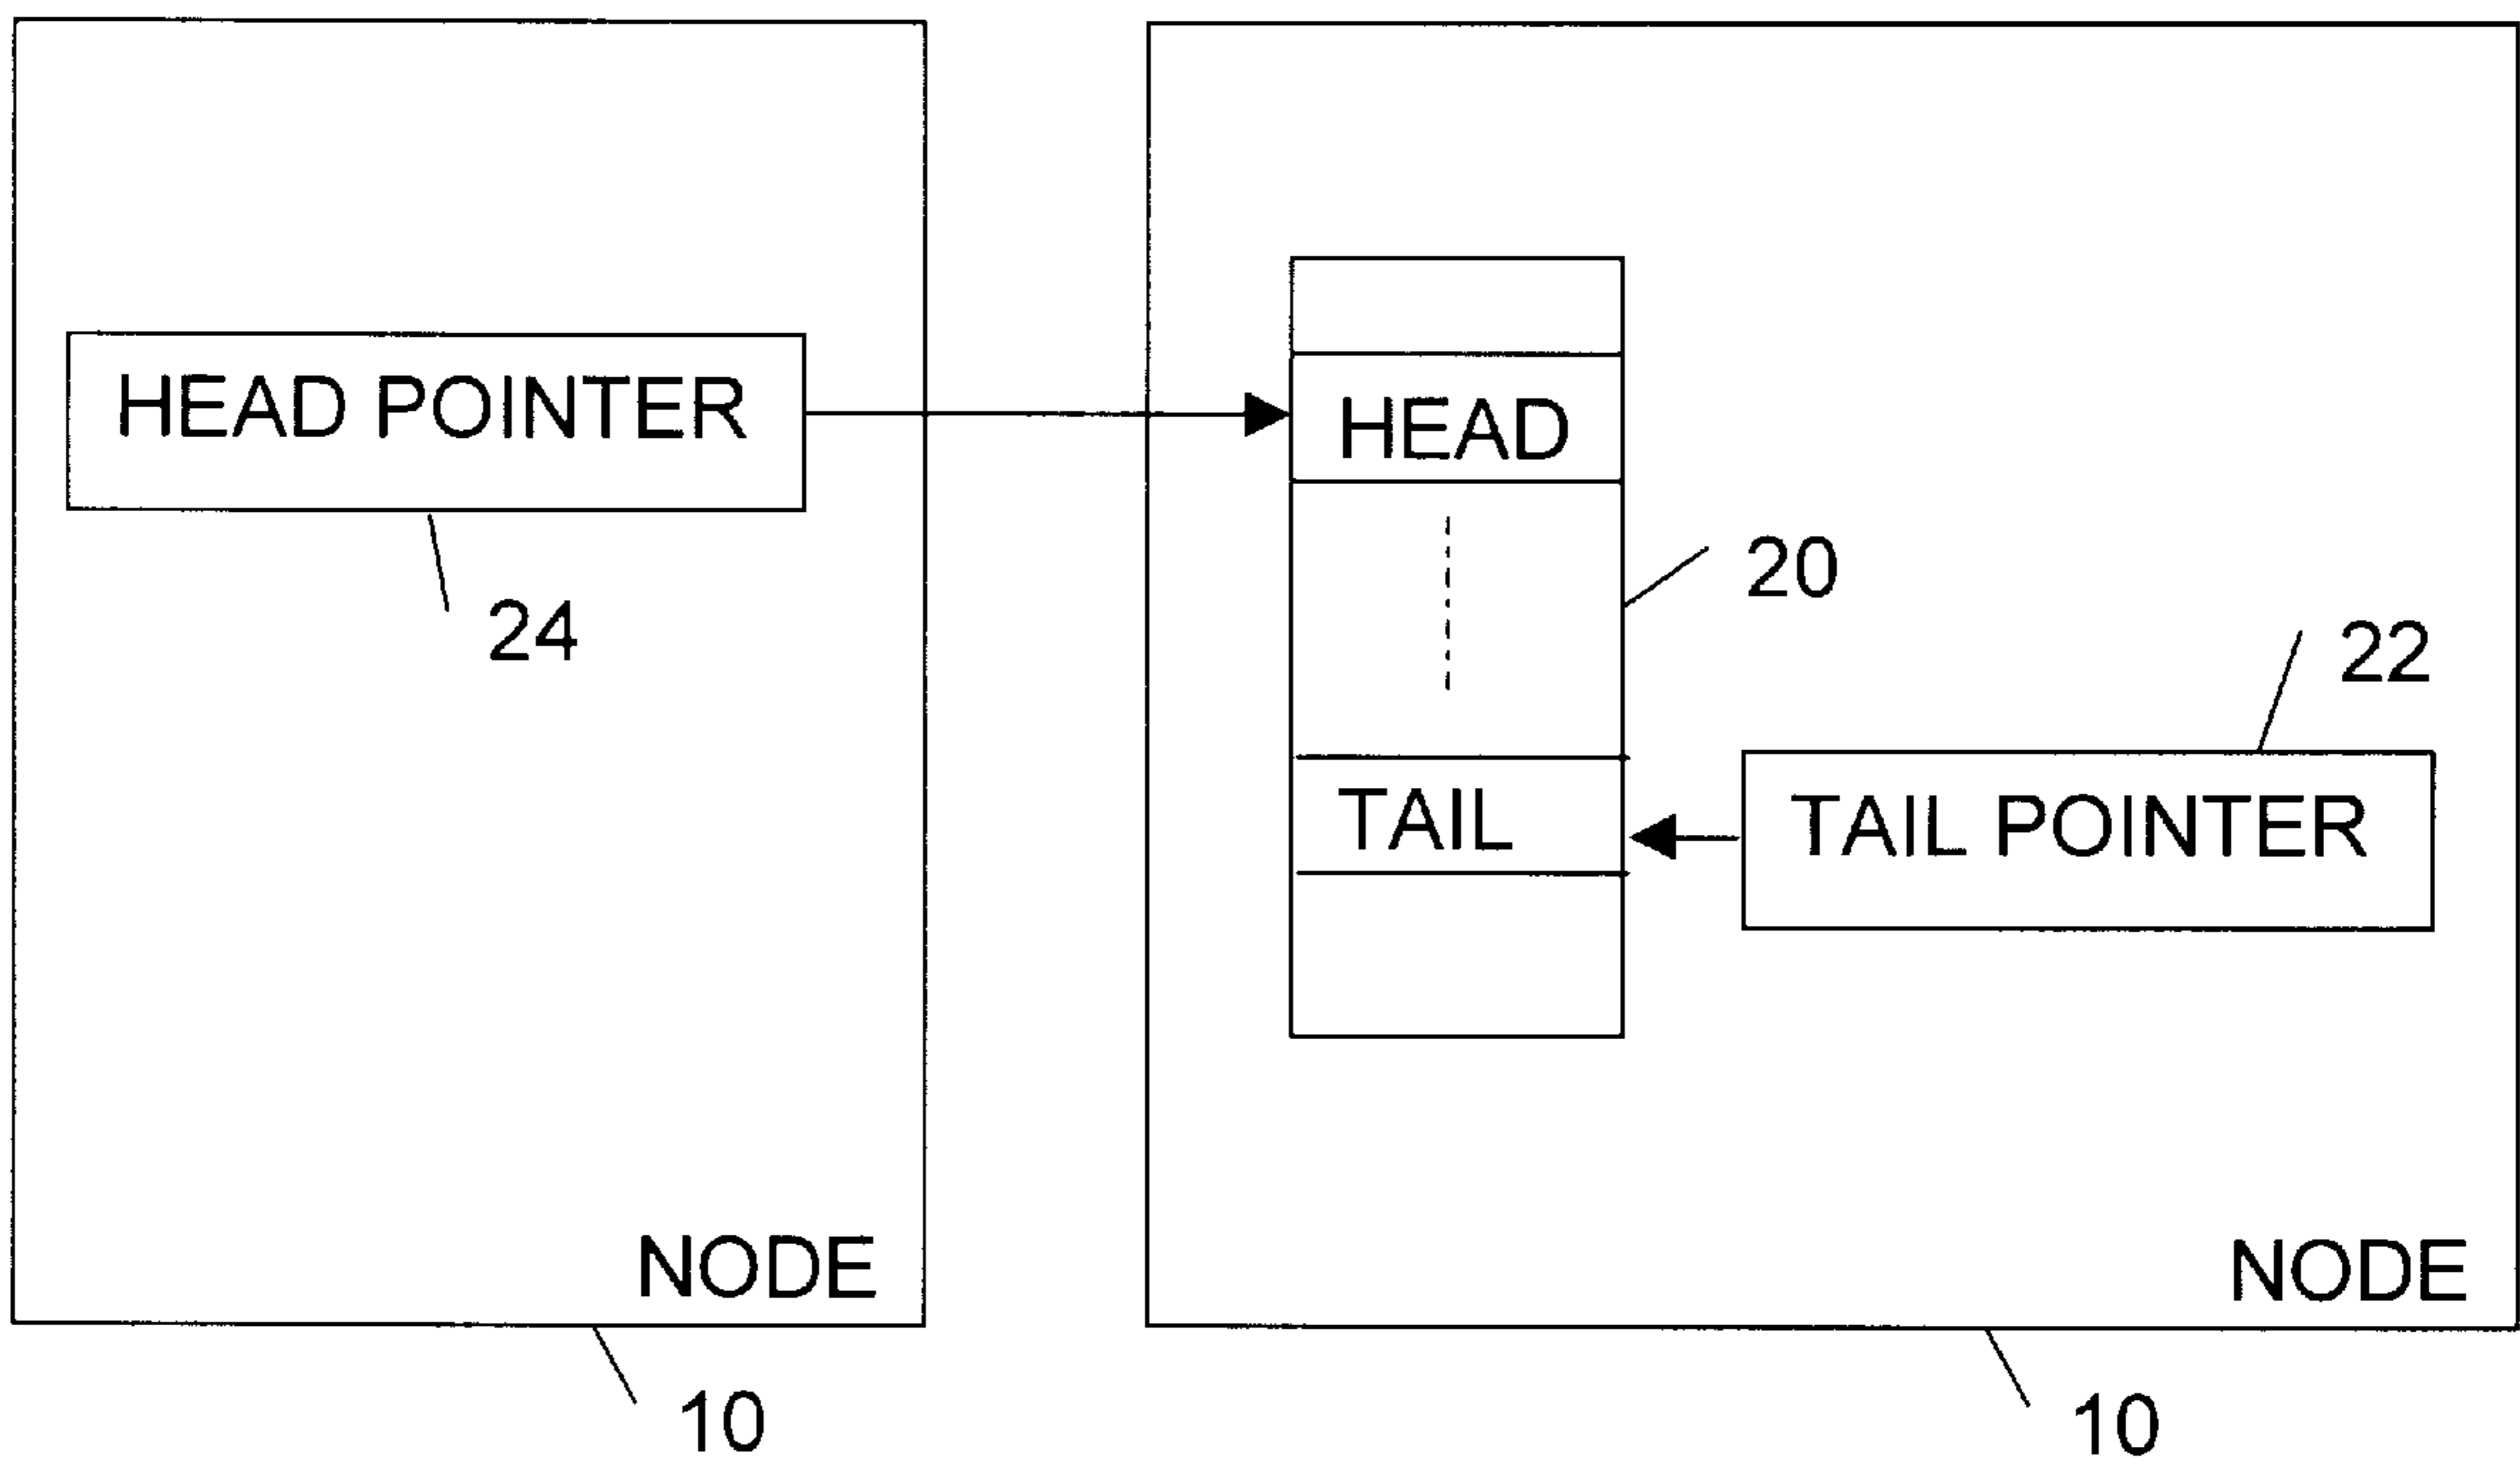 HEAD POINTER
24
NODE
10
HEAD
20
22
TAIL
TAIL POINTER
NODE
10